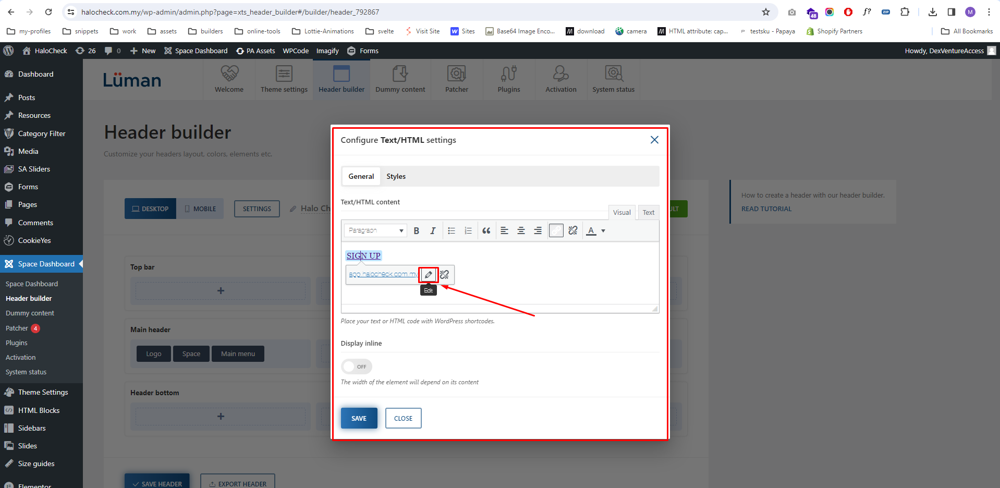 halocheck.com.my/wp-admin/admin.php?page=xts_header_builder#/builder/header_792867
48
ZIP
f?
M
my-profiles
snippets
work
assets
builders
online-tools
Lottie-Animations
svelte
Visit Site
Sites
Base64 Image Enco...
download
camera
HTML attribute: cap...
testsku - Papaya
Shopify Partners
All Bookmarks
HaloCheck
26
0
New
Space Dashboard
PA Assets
WPCode
Imagify
Forms
Howdy, DexVentureAccess
Dashboard
Posts
Resources
Category Filter
Media
SA Sliders
Forms
Pages
Comments
CookieYes
Space Dashboard
Space Dashboard
Header builder
Dummy content
Patcher 4
Plugins
Activation
System status
Theme Settings
HTML Blocks
Sidebars
Slides
Size guides
Elementor
Lüman
Welcome
Theme settings
Header builder
Dummy content
Patcher
Plugins
Activation
System status
Header builder
Customize your headers layout, colors, elements etc.
DESKTOP
MOBILE
SETTINGS
Halo Ch
ULT
How to create a header with our header builder.
READ TUTORIAL
Top bar
Main header
Logo
Space
Main menu
Header bottom
SAVE HEADER
EXPORT HEADER
Configure Text/HTML settings
General
Styles
Text/HTML content
Visual
Text
Paragraph
B
I
A
SIGN UP
app.halocheck.com.my
Edit
Place your text or HTML code with WordPress shortcodes.
Display inline
OFF
The width of the element will depend on its content
SAVE
CLOSE